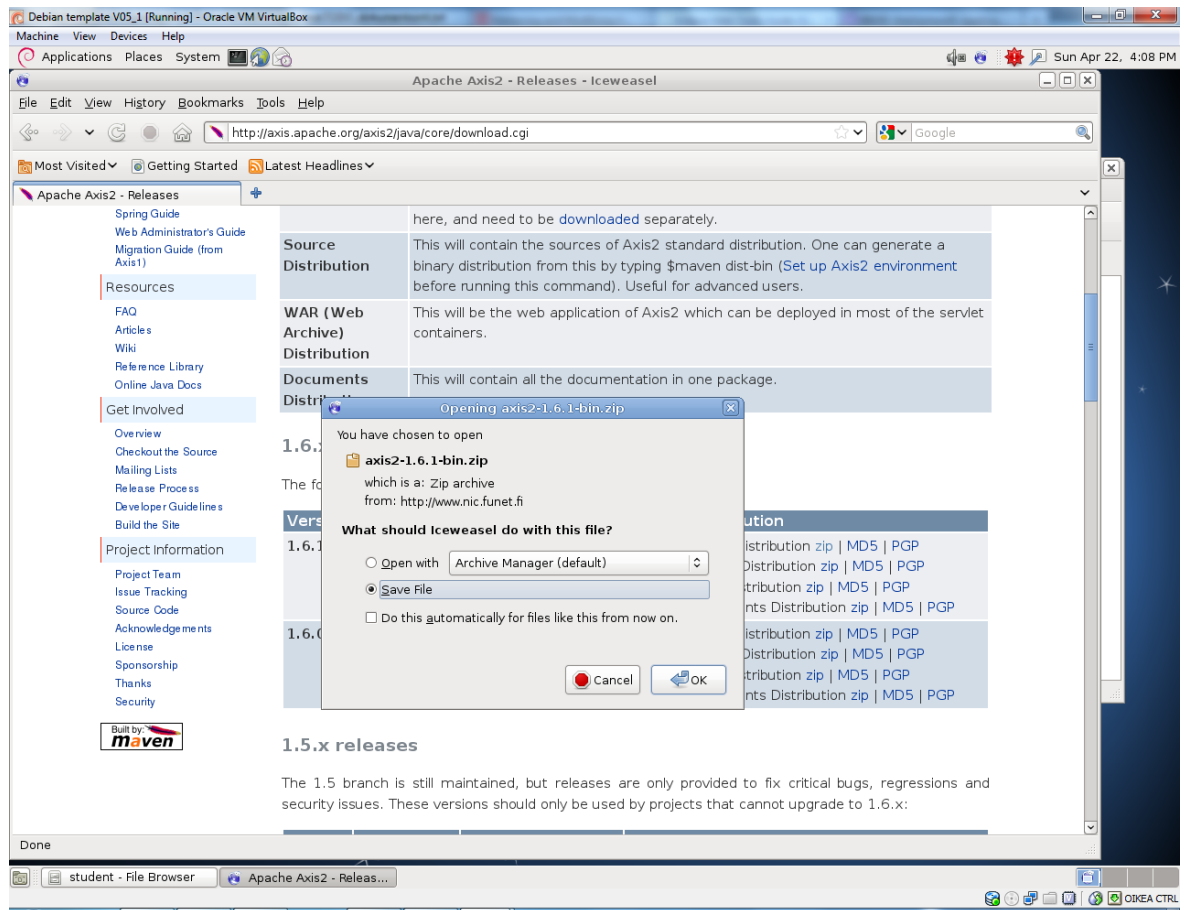 Debian template V05_1 [Running] - Oracle VM VirtualBox
Machine View Devices Help
Applications Places System
Sun Apr 22, 4:08 PM
Apache Axis2 - Releases - Iceweasel
File Edit View History Bookmarks Tools Help
http://axis.apache.org/axis2/java/core/download.cgi
Google
Most Visited Getting Started Latest Headlines
Apache Axis2 - Releases
Spring Guide
Web Administrator's Guide
Migration Guide (from
Axis1)
Resources
FAQ
Articles
Wiki
Reference Library
Online Java Docs
Get Involved
Overview
Checkout the Source
Mailing Lists
Release Process
Developer Guidelines
Build the Site
Project Information
Project Team
Issue Tracking
Source Code
Acknowledgements
License
Sponsorship
Thanks
Security
Built by:
maven
here, and need to be downloaded separately.
Source
Distribution
This will contain the sources of Axis2 standard distribution. One can generate a
binary distribution from this by typing $maven dist-bin (Set up Axis2 environment
before running this command). Useful for advanced users.
WAR (Web
Archive)
Distribution
This will be the web application of Axis2 which can be deployed in most of the servlet
containers.
Documents
Distri
This will contain all the documentation in one package.
1.6.
The fo
Vers
ution
1.6.1
istribution zip | MD5 | PGP
Distribution zip | MD5 | PGP
tribution zip | MD5 | PGP
nts Distribution zip | MD5 | PGP
1.6.0
istribution zip | MD5 | PGP
Distribution zip | MD5 | PGP
tribution zip | MD5 | PGP
nts Distribution zip | MD5 | PGP
Opening axis2-1.6.1-bin.zip
You have chosen to open
axis2-1.6.1-bin.zip
which is a: Zip archive
from: http://www.nic.funet.fi
What should Iceweasel do with this file?
Open with Archive Manager (default)
Save File
Do this automatically for files like this from now on.
Cancel OK
1.5.x releases
The 1.5 branch is still maintained, but releases are only provided to fix critical bugs, regressions and
security issues. These versions should only be used by projects that cannot upgrade to 1.6.x:
Done
student - File Browser
Apache Axis2 - Releas...
OIKEA CTRL